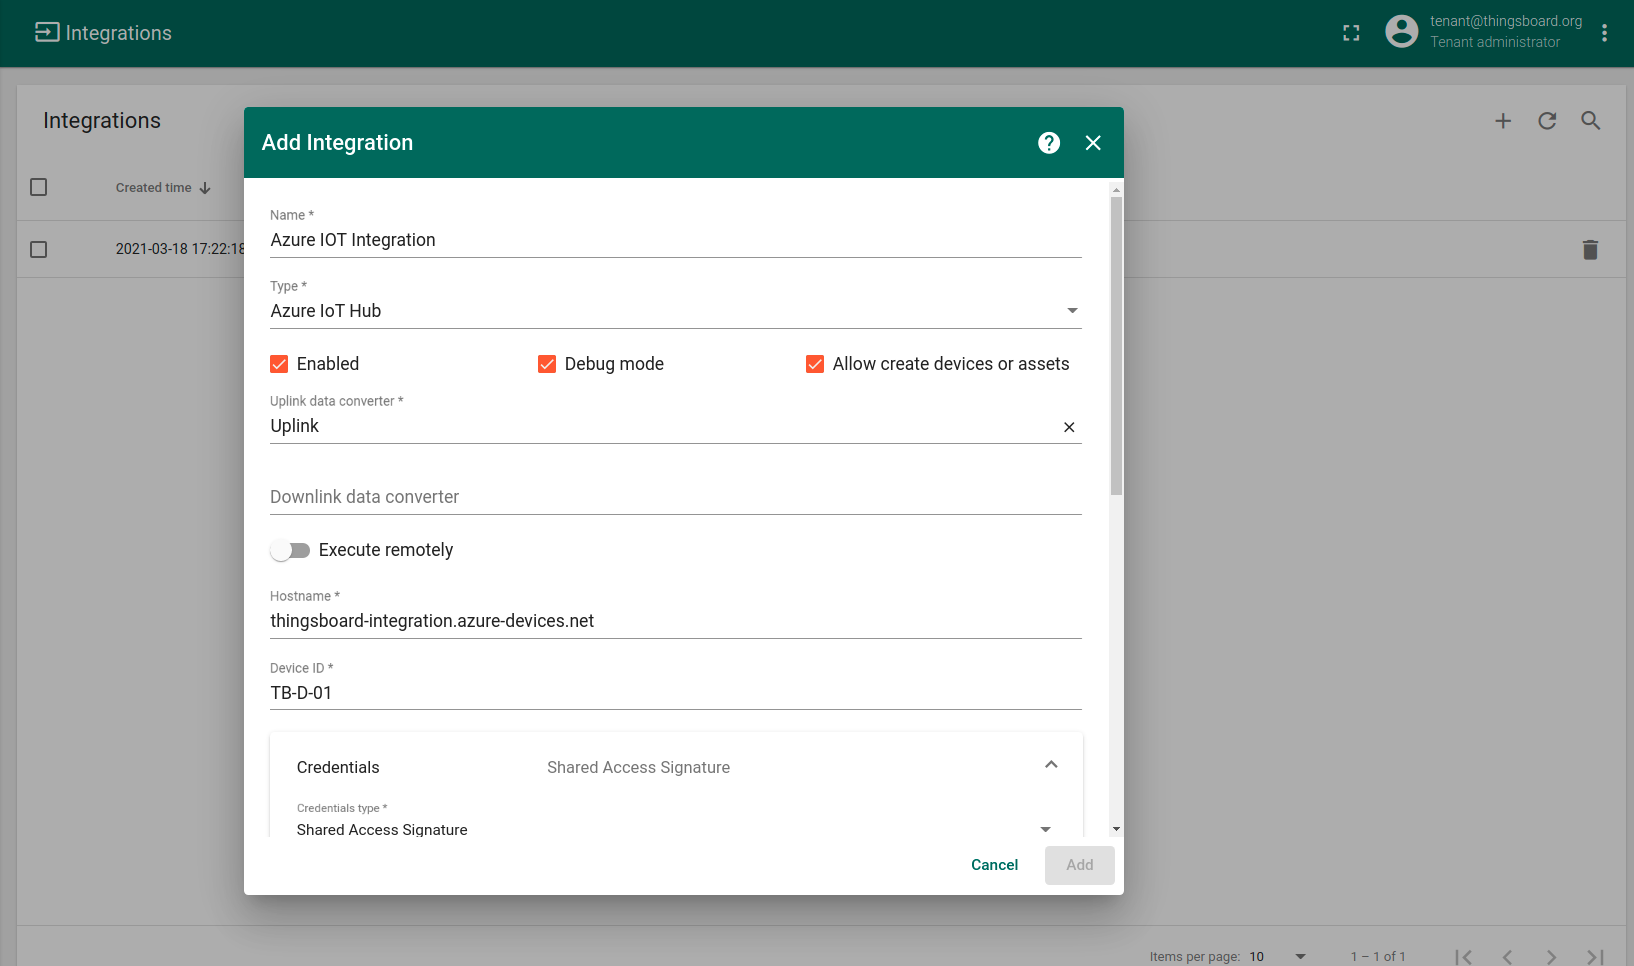 Integrations
tenant@thingsboard.org
Tenant administrator
Integrations
Created time
2021-03-18 17:22:18
Add Integration
Name *
Azure IOT Integration
Type *
Azure IoT Hub
Enabled
Debug mode
Allow create devices or assets
Uplink data converter *
Uplink
Downlink data converter
Execute remotely
Hostname *
thingsboard-integration.azure-devices.net
Device ID *
TB-D-01
Credentials
Shared Access Signature
Credentials type *
Shared Access Signature
Cancel
Add
Items per page: 10
1 – 1 of 1